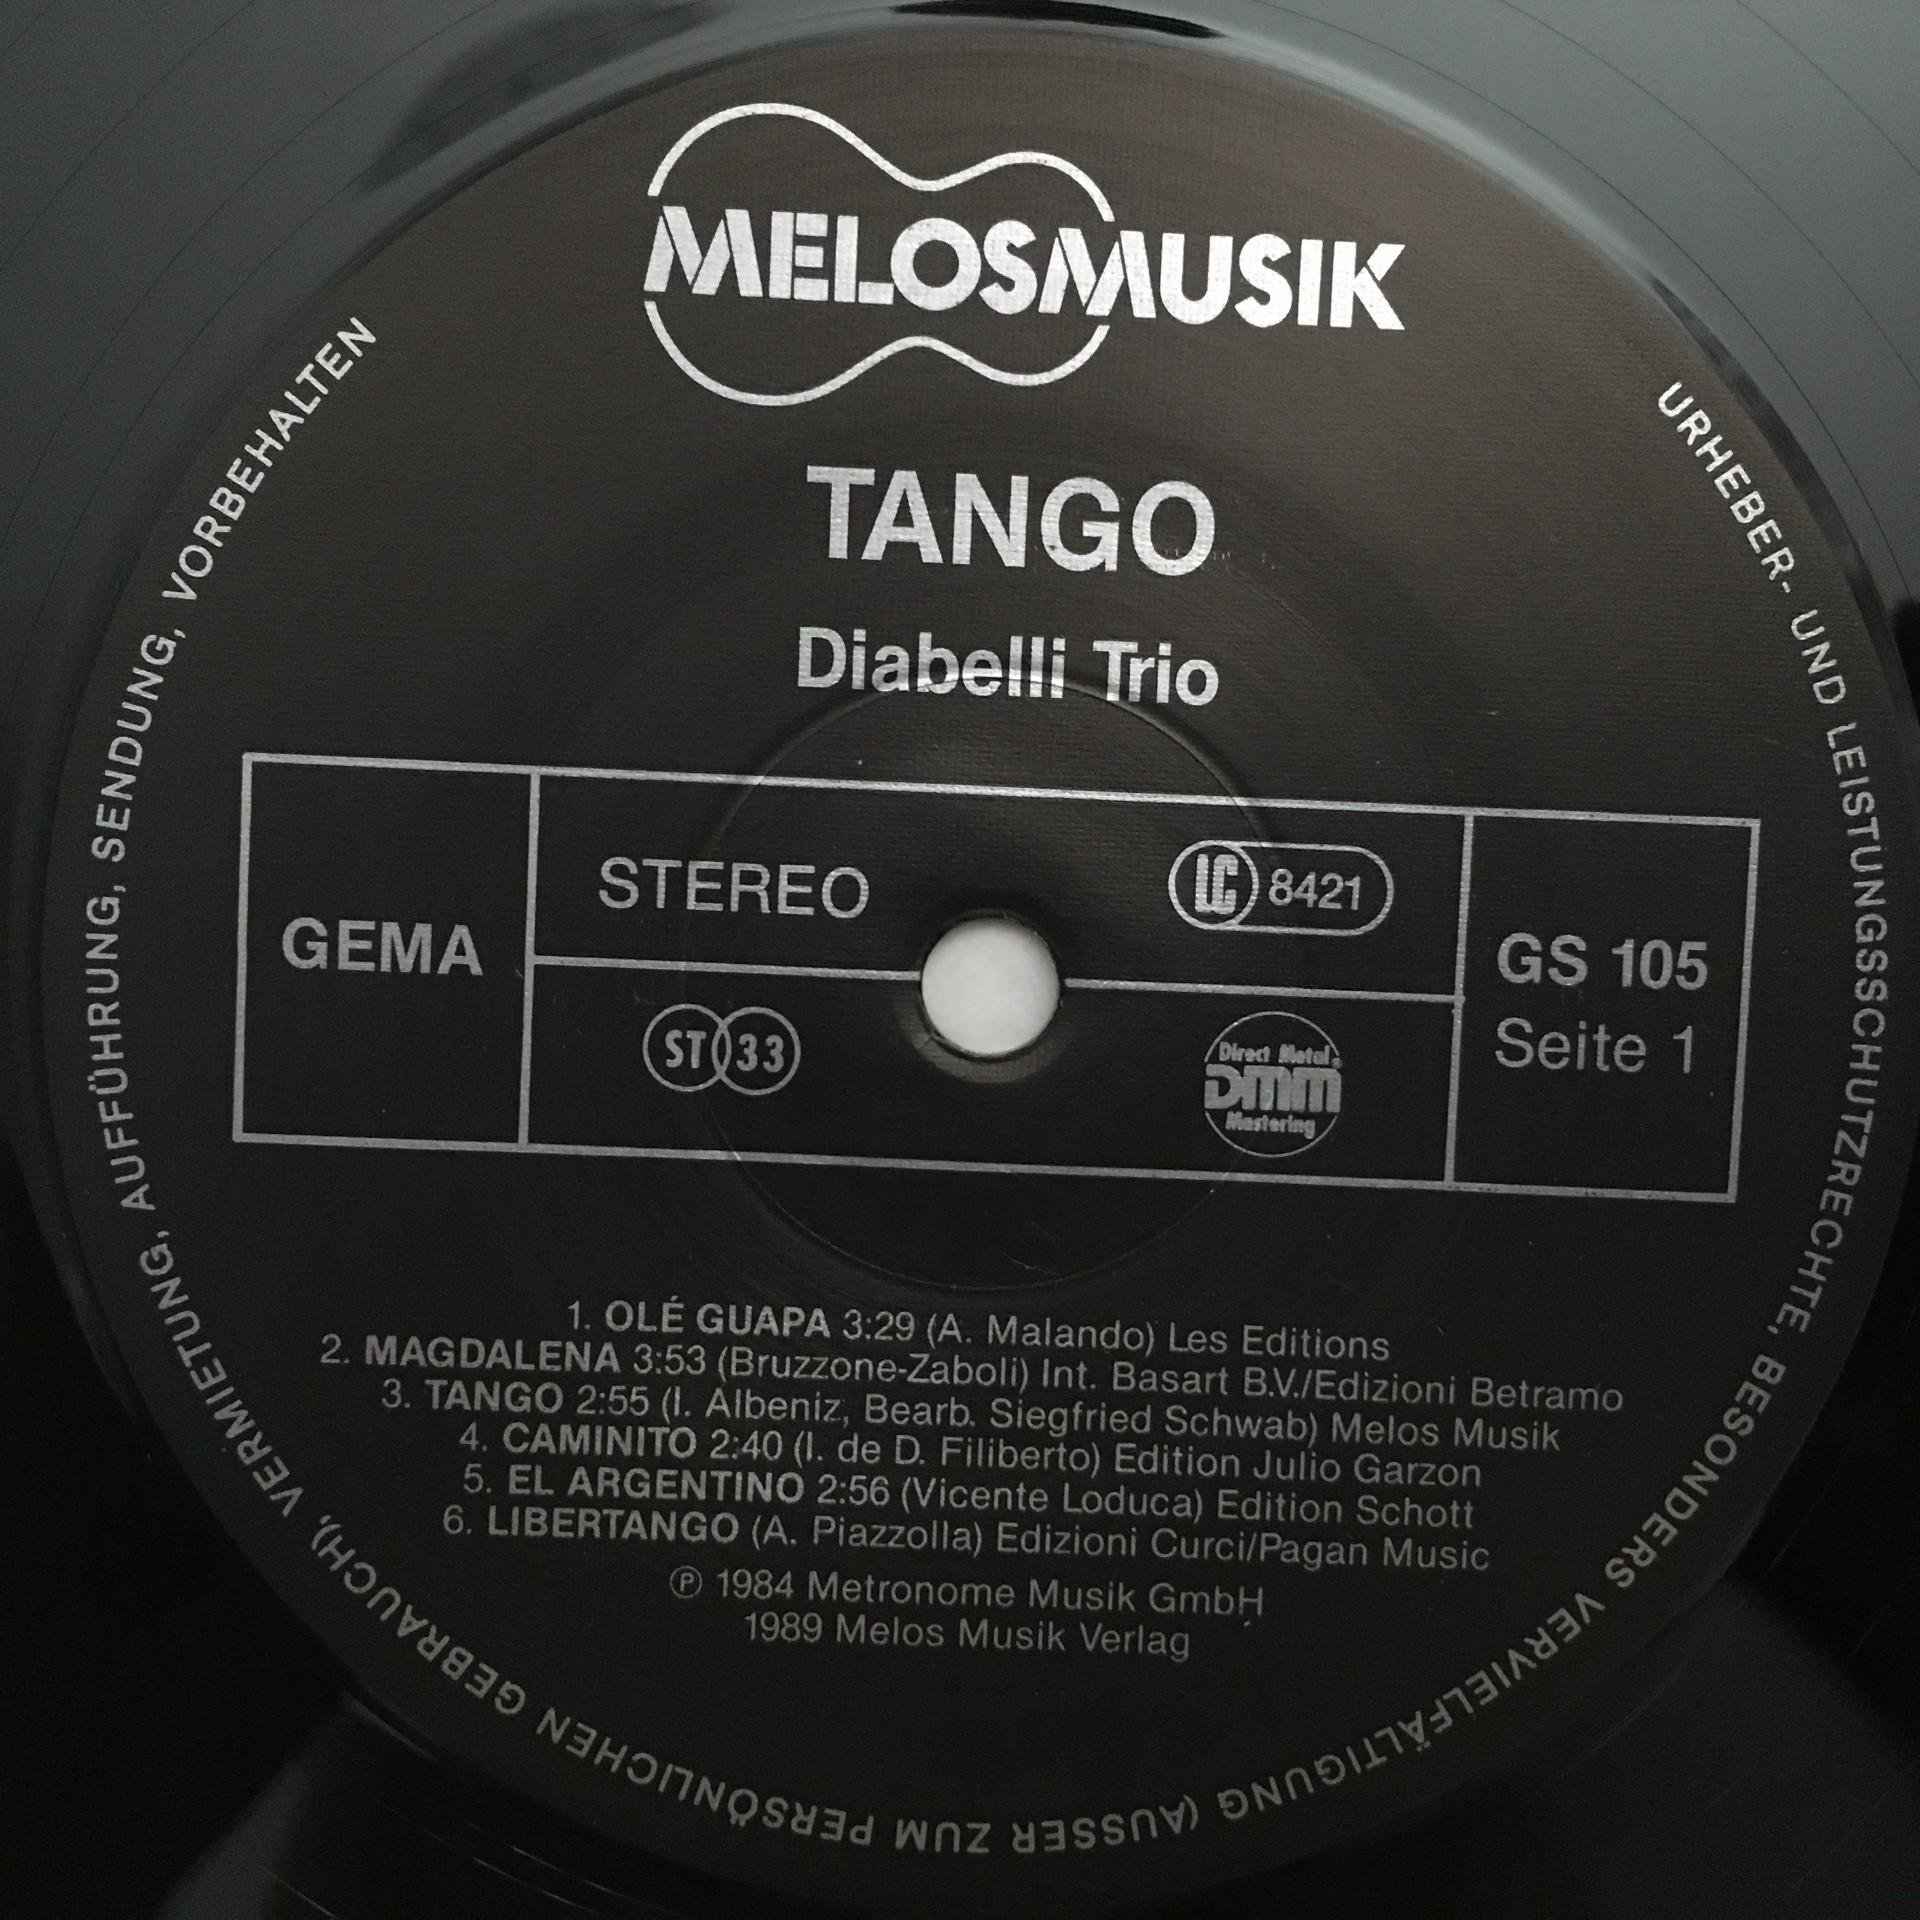 MELOSMUSIK
TANGO
Diabelli Trio
GEMA
STEREO
LC 8421
ST 33
Direct Metal
DMM
Mastering
GS 105
Seite 1
1. OLÉ GUAPA 3:29 (A. Malando) Les Editions
2. MAGDALENA 3:53 (Bruzzone-Zaboli) Int. Basart B.V./Edizioni Betramo
3. TANGO 2:55 (I. Albeniz, Bearb. Siegfried Schwab) Melos Musik
4. CAMINITO 2:40 (I. de D. Filiberto) Edition Julio Garzon
5. EL ARGENTINO 2:56 (Vicente Loduca) Edition Schott
6. LIBERTANGO (A. Piazzolla) Edizioni Curci/Pagan Music
℗ 1984 Metronome Musik GmbH
1989 Melos Musik Verlag
URHEBER- UND LEISTUNGSSCHUTZRECHTE, BESONDERS VERVIELFÄLTIGUNG (AUSSER ZUM PERSÖNLICHEN GEBRAUCH), VERMIETUNG, AUFFÜHRUNG, SENDUNG, VORBEHALTEN